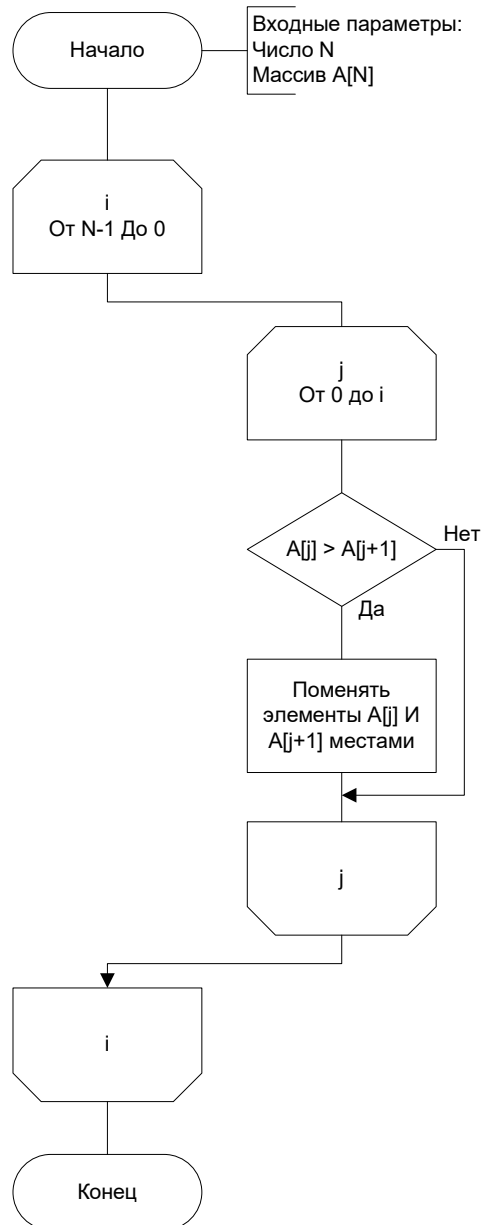 Начало
Входные параметры:
Число N
Массив A[N]
i
От N-1 До 0
j
От 0 до i
A[j] > A[j+1]
Нет
Да
Поменять
элементы A[j] И
A[j+1] местами
j
i
Конец